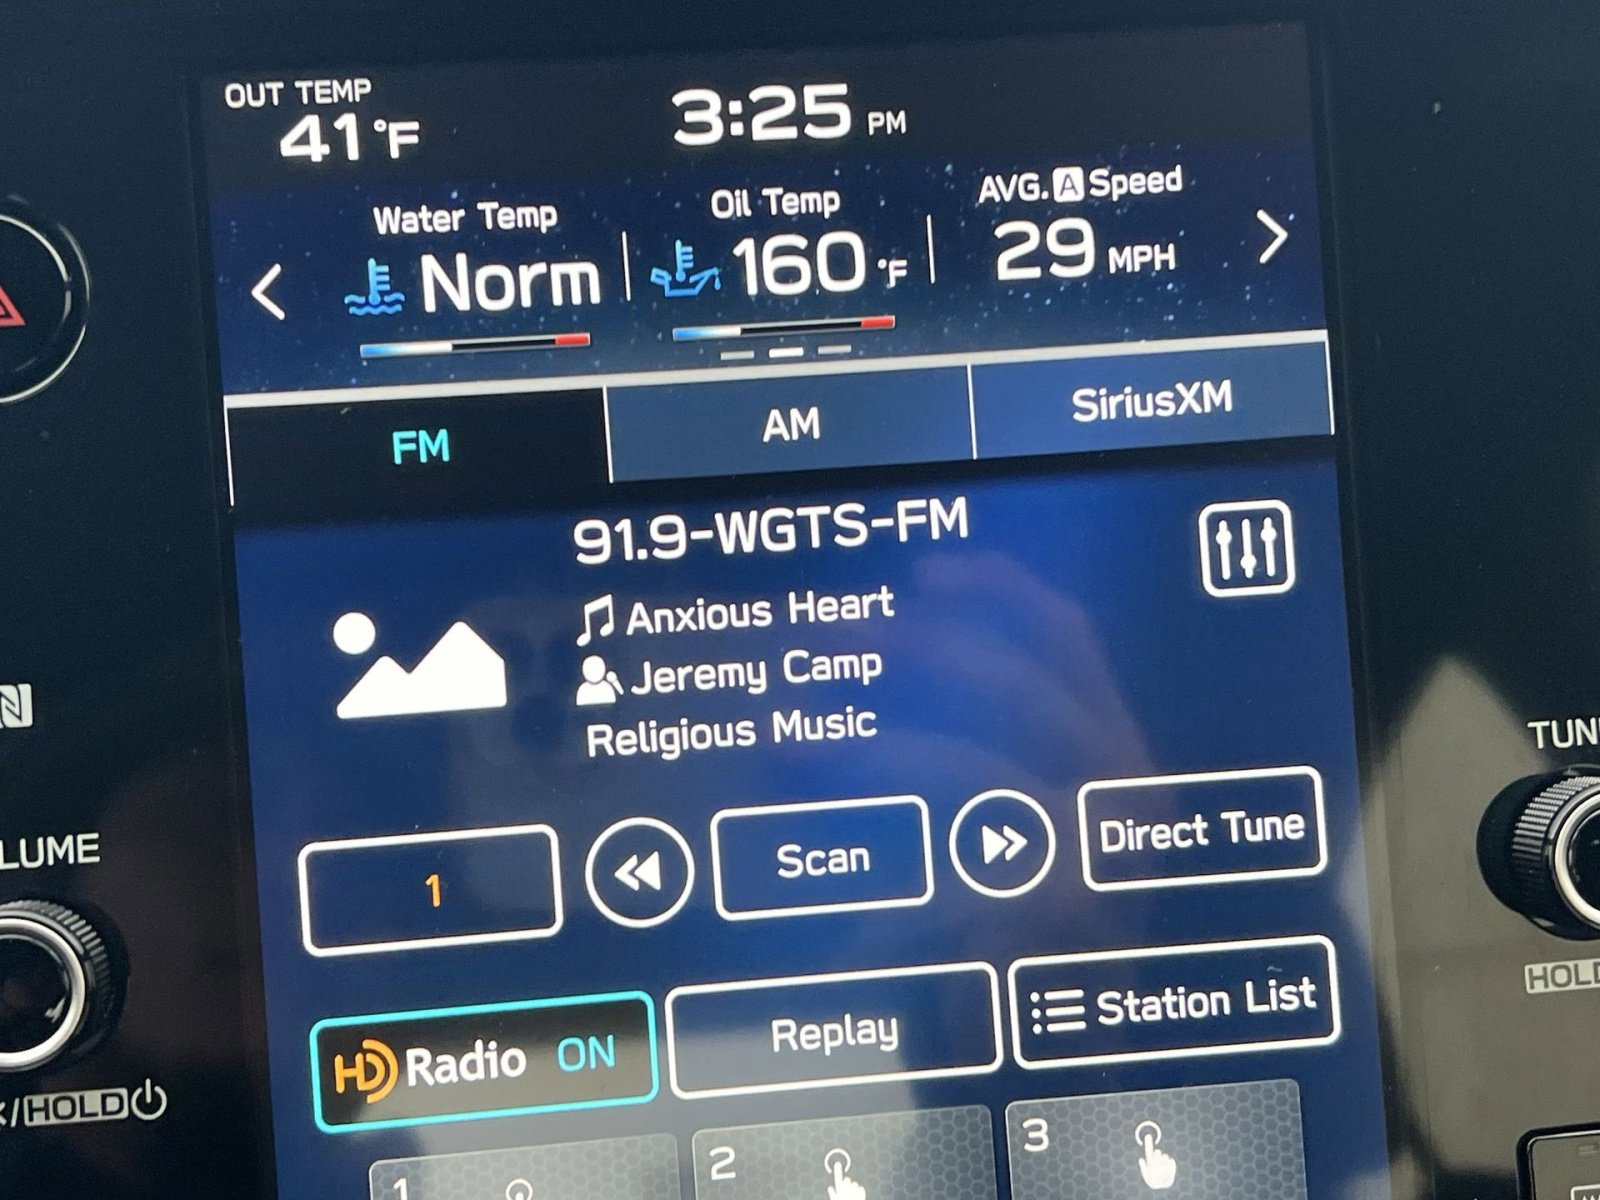 OUT TEMP
41°F
3:25 PM
Water Temp
Norm
Oil Temp
160 °F
AVG. A Speed
29 MPH
FM
AM
SiriusXM
91.9-WGTS-FM
Anxious Heart
Jeremy Camp
Religious Music
1
Scan
Direct Tune
HD Radio ON
Replay
Station List
1
2
3
LUME
/HOLD
TUN
HOLD